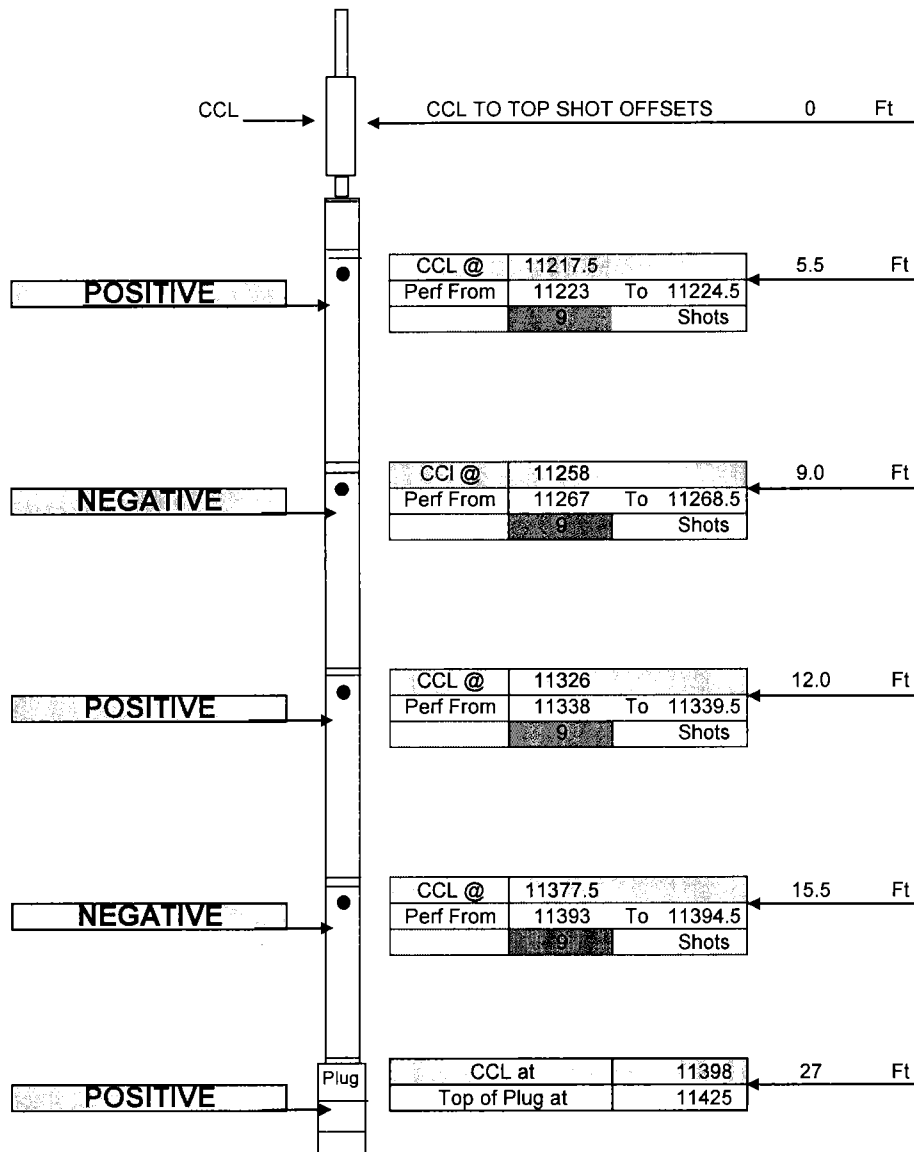 CCL CCL TO TOP SHOT OFFSETS 0 Ft
CCL @ 11217.5 5.5 Ft
POSITIVE Perf From 11223 To 11224.5
9 Shots
CCI @ 11258 9.0 Ft
NEGATIVE Perf From 11267 To 11268.5
9 Shots
CCL @ 11326 12.0 Ft
POSITIVE Perf From 11338 To 11339.5
9 Shots
CCL @ 11377.5 15.5 Ft
NEGATIVE Perf From 11393 To 11394.5
9 Shots
Plug CCL at 11398 27 Ft
POSITIVE Top of Plug at 11425